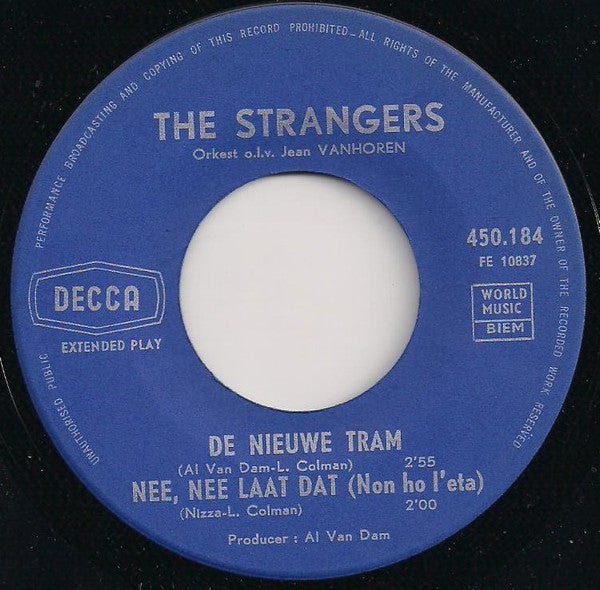 PERFORMANCE, BROADCASTING AND COPYING OF THIS RECORD PROHIBITED–ALL RIGHTS OF THE MANUFACTURER AND OF THE OWNER OF THE RECORDED WORK RESERVED
UNAUTHORISED PUBLIC
THE STRANGERS
Orkest o.l.v. Jean VANHOREN
450.184
FE 10837
DECCA
EXTENDED PLAY
WORLD
MUSIC
BIEM
DE NIEUWE TRAM
(Al Van Dam-L. Colman) 2'55
NEE, NEE LAAT DAT (Non ho l'eta)
(Nizza-L. Colman) 2'00
Producer : Al Van Dam